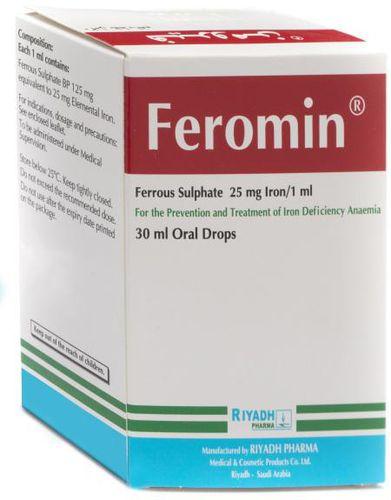 Composition:
Each 1 ml contains:
Ferrous Sulphate BP 125 mg
equivalent to 25 mg Elemental Iron.
For indications, dosage and precautions:
See enclosed leaflet.
To be administered under Medical
Supervision.
Store below 25°C. Keep tightly closed.
Do not exceed the recommended dose.
Do not use after the expiry date printed
on the package.
Keep out of the reach of children.
Feromin®
Ferrous Sulphate 25 mg Iron/1 ml
For the Prevention and Treatment of Iron Deficiency Anaemia
30 ml Oral Drops
RIYADH
PHARMA
Manufactured by RIYADH PHARMA
Medical & Cosmetic Products Co. Ltd.
Riyadh - Saudi Arabia